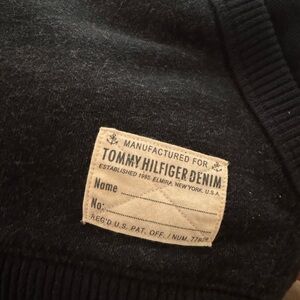 MANUFACTURED FOR
TOMMY HILFIGER DENIM
ESTABLISHED 1985. ELMIRA, NEW YORK, U.S.A.
Name
No:
REG'D U.S. PAT. OFF. / NUM.